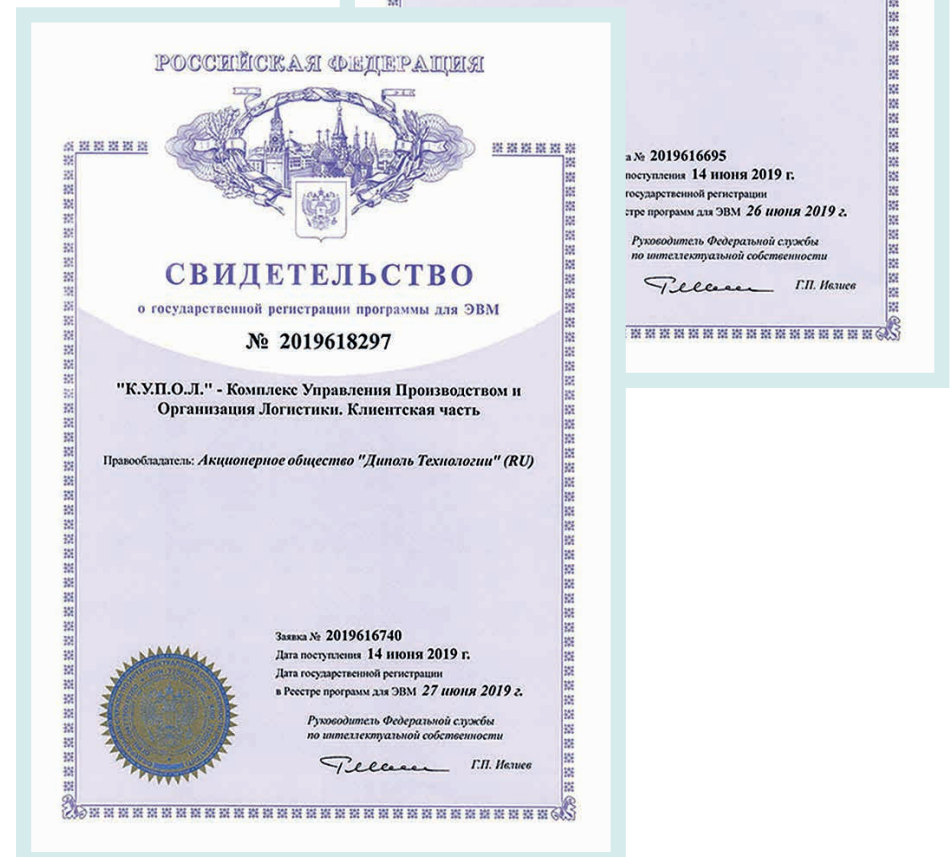 РОССИЙСКАЯ ФЕДЕРАЦИЯ
СВИДЕТЕЛЬСТВО
о государственной регистрации программы для ЭВМ
№ 2019618297
"К.У.П.О.Л." - Комплекс Управления Производством и
Организация Логистики. Клиентская часть
Правообладатель: Акционерное общество "Диполь Технологии" (RU)
Заявка № 2019616740
Дата поступления 14 июня 2019 г.
Дата государственной регистрации
в Реестре программ для ЭВМ 27 июня 2019 г.
Руководитель Федеральной службы
по интеллектуальной собственности
Г.П. Ивлиев
а № 2019616695
поступления 14 июня 2019 г.
государственной регистрации
стре программ для ЭВМ 26 июня 2019 г.
Руководитель Федеральной службы
по интеллектуальной собственности
Г.П. Ивлиев